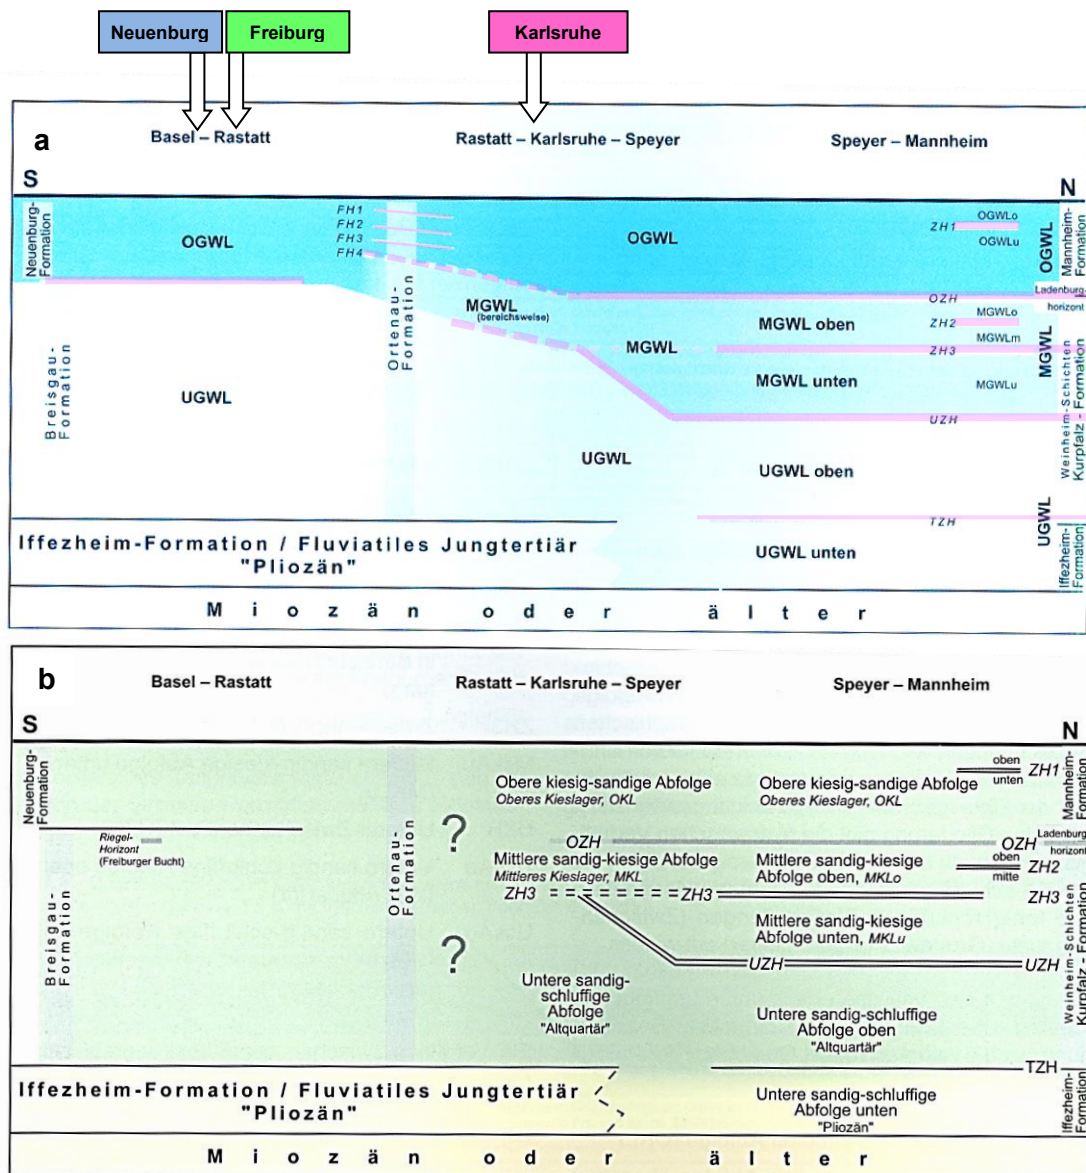 Neuenburg
Freiburg
Karlsruhe
a
Basel – Rastatt
Rastatt – Karlsruhe – Speyer
Speyer – Mannheim
S
N
Neuenburg-
Formation
OGWL
FH1
FH2
FH3
FH4
OGWL
ZH1
OGWLo
OGWLu
OGWL
Mannheim-
Formation
OZH
Ladenburg-
horizont
Breisgau-
Formation
UGWL
Ortenau-
Formation
MGWL
(bereichsweise)
MGWL
MGWL oben
ZH2
MGWLo
MGWLm
ZH3
MGWL unten
MGWLu
MGWL
UZH
Weinheim-Schichten
Kurpfalz - Formation
UGWL
UGWL oben
TZH
UGWL unten
UGWL
Iffezheim-
Formation
Iffezheim-Formation / Fluviatiles Jungtertiär
"Pliozän"
Miozän oder älter
b
Basel – Rastatt
Rastatt – Karlsruhe – Speyer
Speyer – Mannheim
S
N
Neuenburg-
Formation
Obere kiesig-sandige Abfolge
Oberes Kieslager, OKL
Obere kiesig-sandige Abfolge
Oberes Kieslager, OKL
oben
unten
ZH1
Mannheim-
Formation
Riegel-
Horizont
(Freiburger Bucht)
?
OZH
OZH
Ladenburg-
horizont
Mittlere sandig-kiesige Abfolge
Mittleres Kieslager, MKL
Mittlere sandig-kiesige
Abfolge oben, MKLo
oben
mitte
ZH2
ZH3
ZH3
ZH3
Breisgau-
Formation
Ortenau-
Formation
?
Mittlere sandig-kiesige
Abfolge unten, MKLu
UZH
UZH
Weinheim-Schichten
Kurpfalz - Formation
Untere sandig-
schluffige
Abfolge
"Altquartär"
Untere sandig-schluffige
Abfolge oben
"Altquartär"
TZH
Iffezheim-Formation / Fluviatiles Jungtertiär
"Pliozän"
Untere sandig-schluffige
Abfolge unten
"Pliozän"
Iffezheim-
Formation
Miozän oder älter